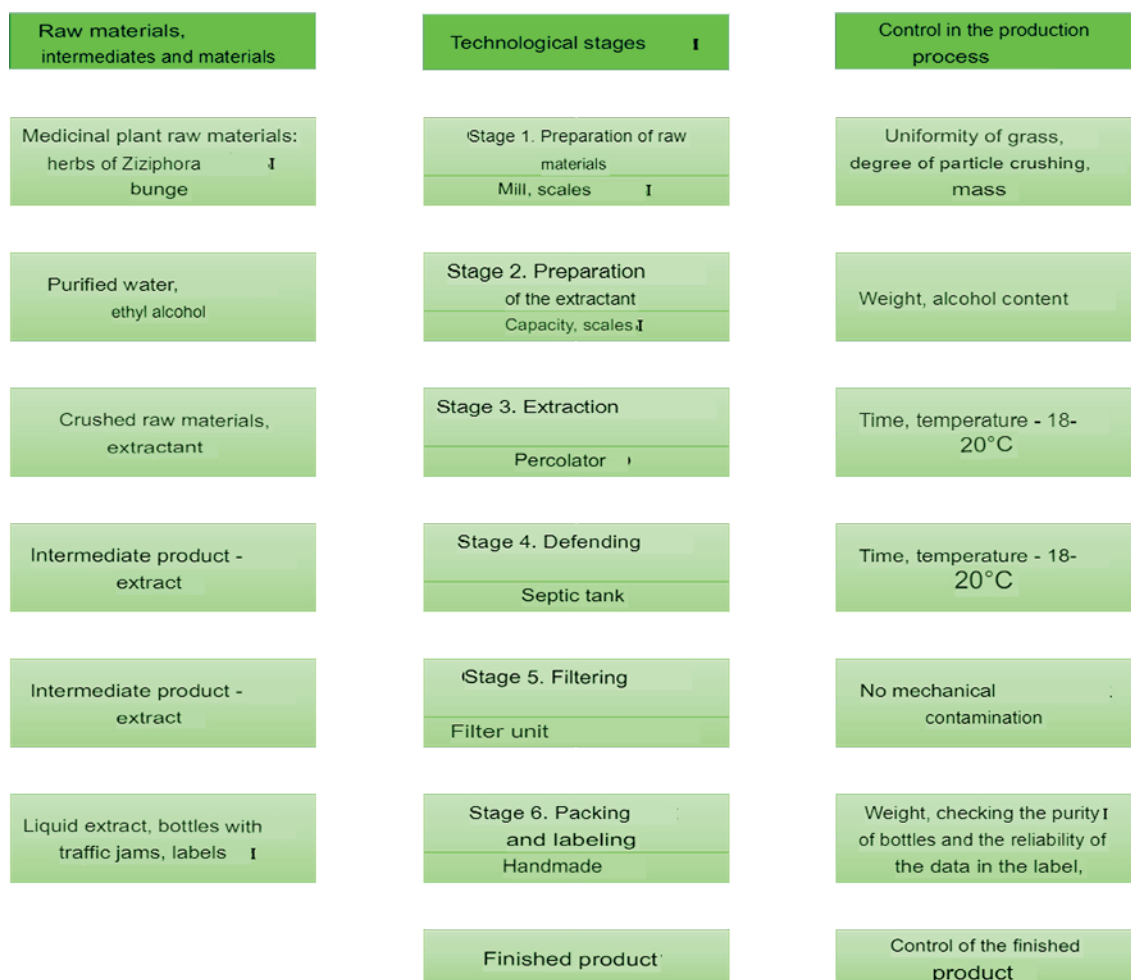 Raw materials,
intermediates and materials
Technological stages
Control in the production
process
Medicinal plant raw materials:
herbs of Ziziphora
bunge
Stage 1. Preparation of raw
materials
Mill, scales
Uniformity of grass,
degree of particle crushing,
mass
Purified water,
ethyl alcohol
Stage 2. Preparation
of the extractant
Capacity, scales
Weight, alcohol content
Crushed raw materials,
extractant
Stage 3. Extraction
Percolator
Time, temperature - 18-
20°C
Intermediate product -
extract
Stage 4. Defending
Septic tank
Time, temperature - 18-
20°C
Intermediate product -
extract
Stage 5. Filtering
Filter unit
No mechanical
contamination
Liquid extract, bottles with
traffic jams, labels
Stage 6. Packing
and labeling
Handmade
Weight, checking the purity
of bottles and the reliability of
the data in the label,
Finished product
Control of the finished
product